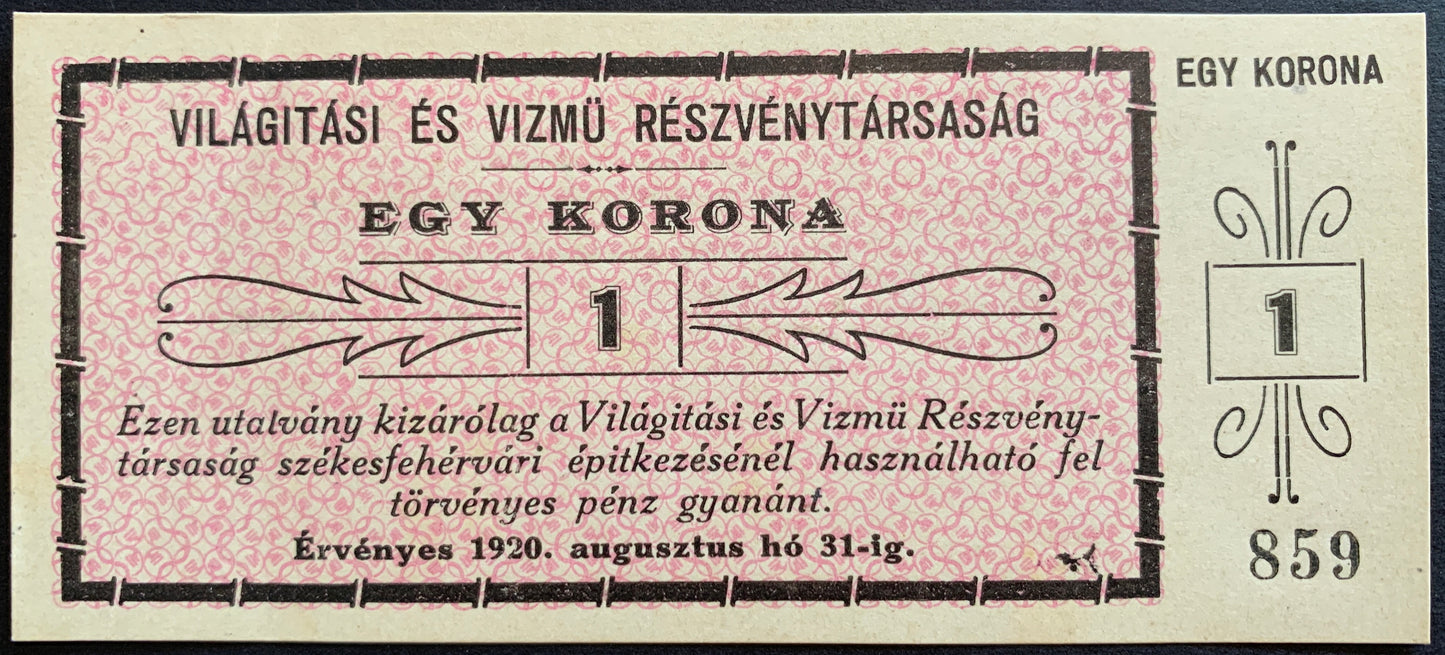 VILÁGITÁSI ÉS VIZMÜ RÉSZVÉNYTÁRSASÁG
EGY KORONA
1
Ezen utalvány kizárólag a Világitási és Vizmü Részvény-
társaság székesfehérvári épitkezésénél használható fel
törvényes pénz gyanánt.
Érvényes 1920. augusztus hó 31-ig.
EGY KORONA
1
859